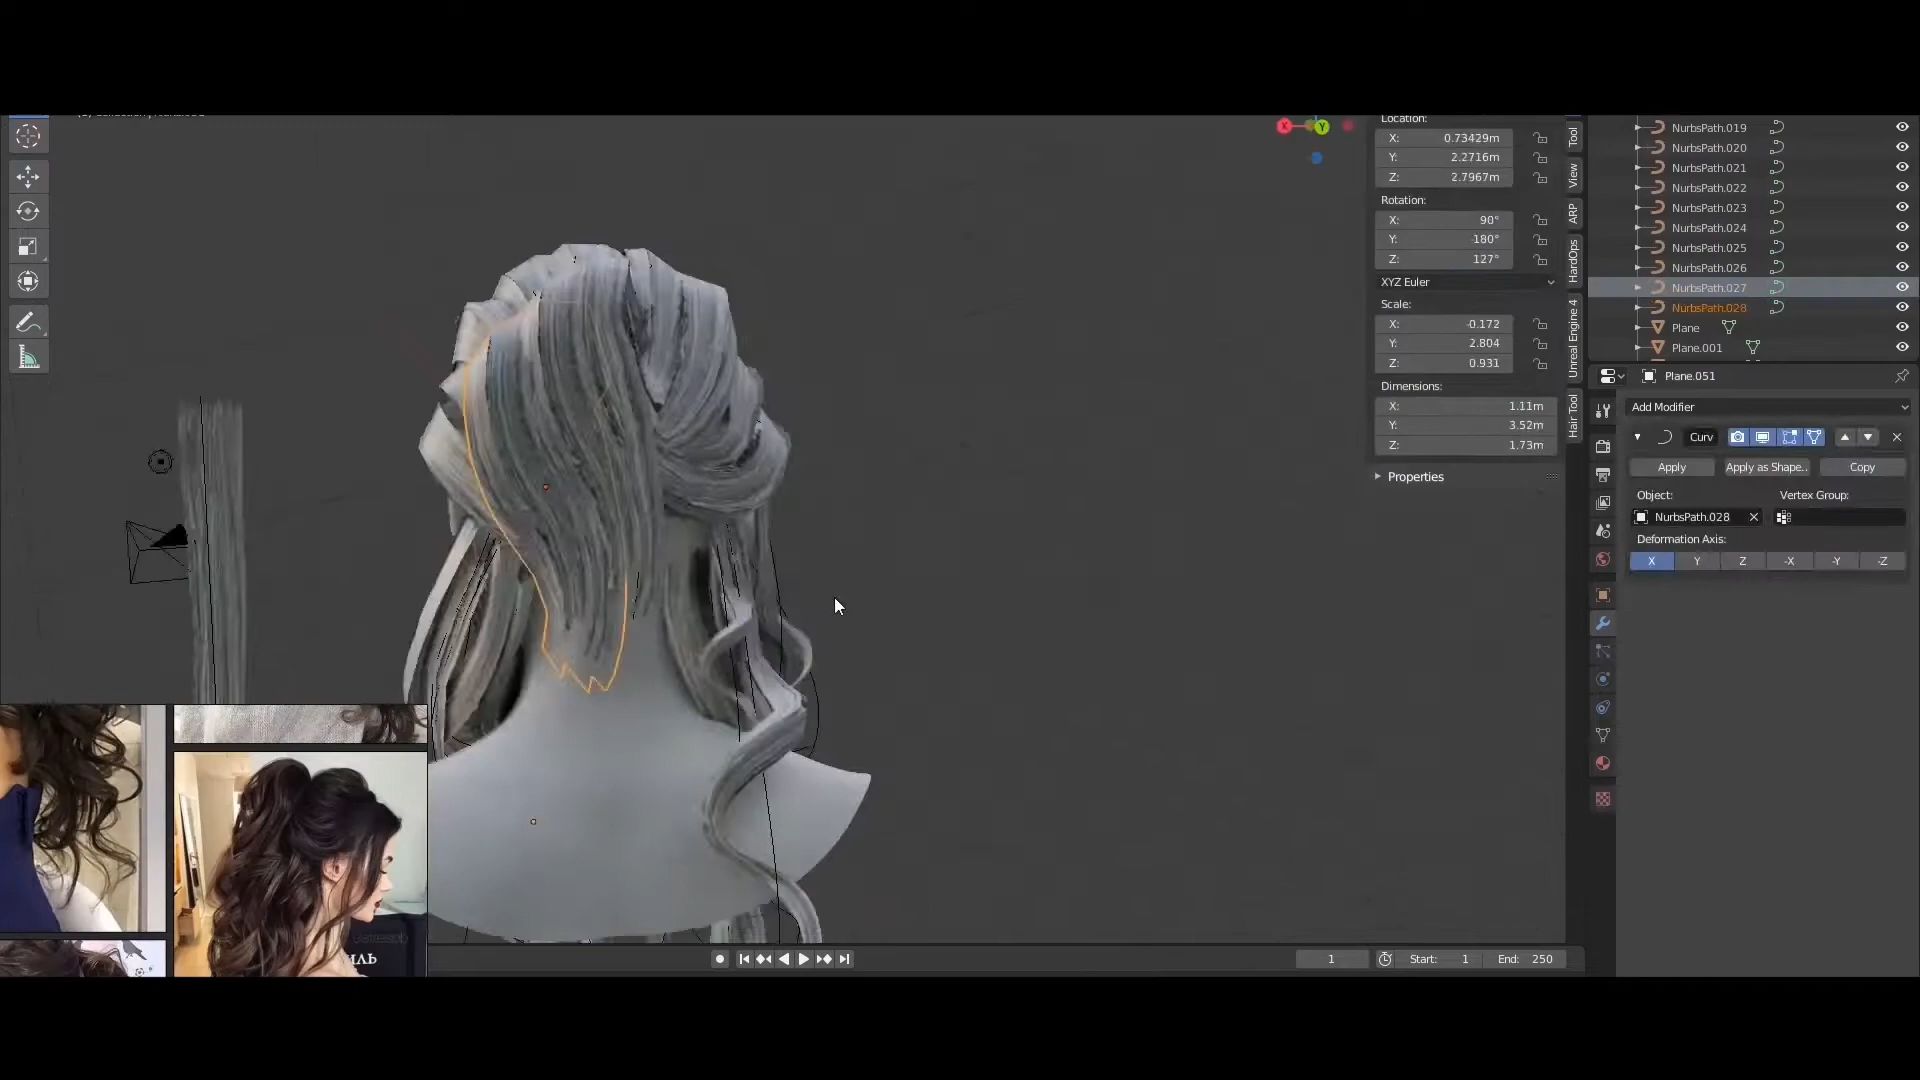 Location:
X: 0.73429m
Y: 2.2716m
Z: 2.7967m
Rotation:
X: 90°
Y: 180°
Z: 127°
XYZ Euler
Scale:
X: -0.172
Y: 2.804
Z: 0.931
Dimensions:
X: 1.11m
Y: 3.52m
Z: 1.73m
Properties
Tool
View
ARP
HardOps
Unreal Engine 4
Hair Tool
NurbsPath.019
NurbsPath.020
NurbsPath.021
NurbsPath.022
NurbsPath.023
NurbsPath.024
NurbsPath.025
NurbsPath.026
NurbsPath.027
NurbsPath.028
Plane
Plane.001
Plane.051
Add Modifier
Curv
Apply
Apply as Shape..
Copy
Object:
Vertex Group:
NurbsPath.028
Deformation Axis:
X Y Z -X -Y -Z
1
Start: 1
End: 250
X
Y
ИЛЬ